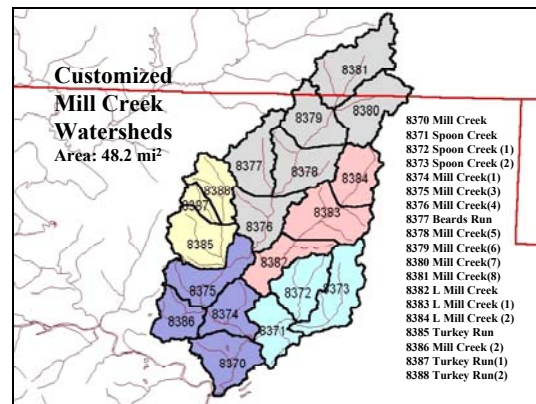 Customized
Mill Creek
Watersheds
Area: 48.2 mi²
8381
8379
8380
8377
8378
8384
8388
8387
8383
8376
8385
8382
8375
8372
8373
8386
8374
8371
8370
8370 Mill Creek
8371 Spoon Creek
8372 Spoon Creek (1)
8373 Spoon Creek (2)
8374 Mill Creek(1)
8375 Mill Creek(3)
8376 Mill Creek(4)
8377 Beards Run
8378 Mill Creek(5)
8379 Mill Creek(6)
8380 Mill Creek(7)
8381 Mill Creek(8)
8382 L Mill Creek
8383 L Mill Creek (1)
8384 L Mill Creek (2)
8385 Turkey Run
8386 Mill Creek (2)
8387 Turkey Run(1)
8388 Turkey Run(2)